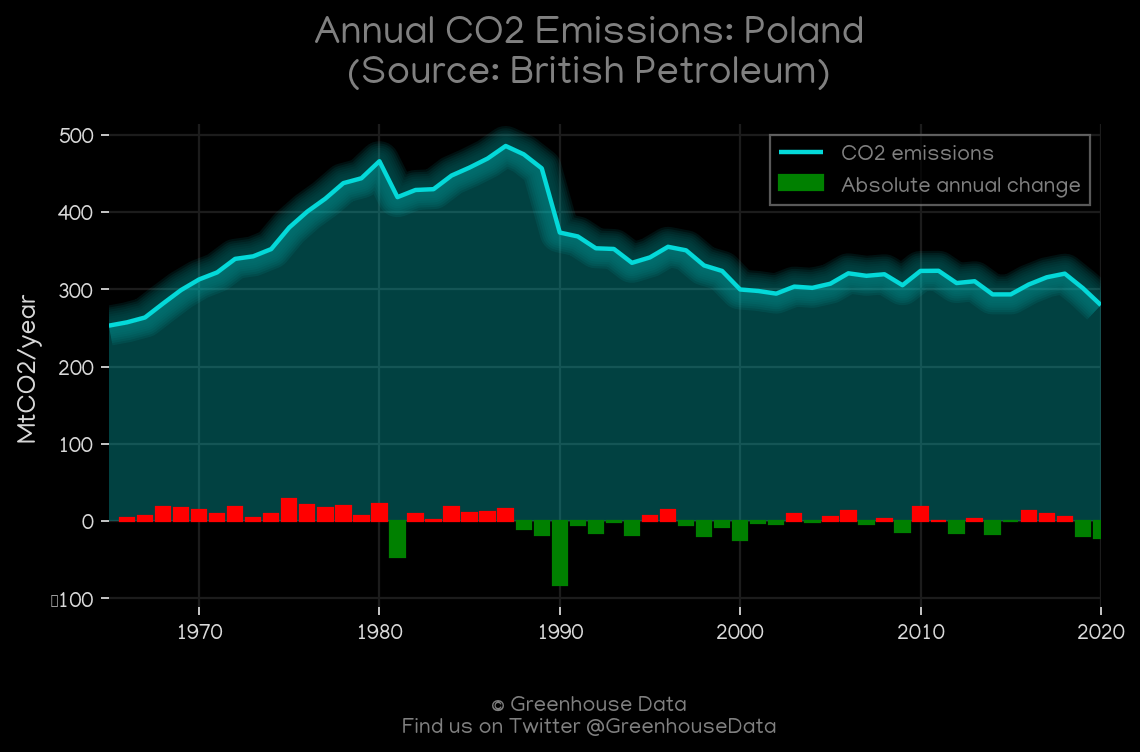 Annual CO2 Emissions: Poland
(Source: British Petroleum)
CO2 emissions
Absolute annual change
MtCO2/year
500
400
300
200
100
0
▯100
1970 1980 1990 2000 2010 2020
© Greenhouse Data
Find us on Twitter @GreenhouseData